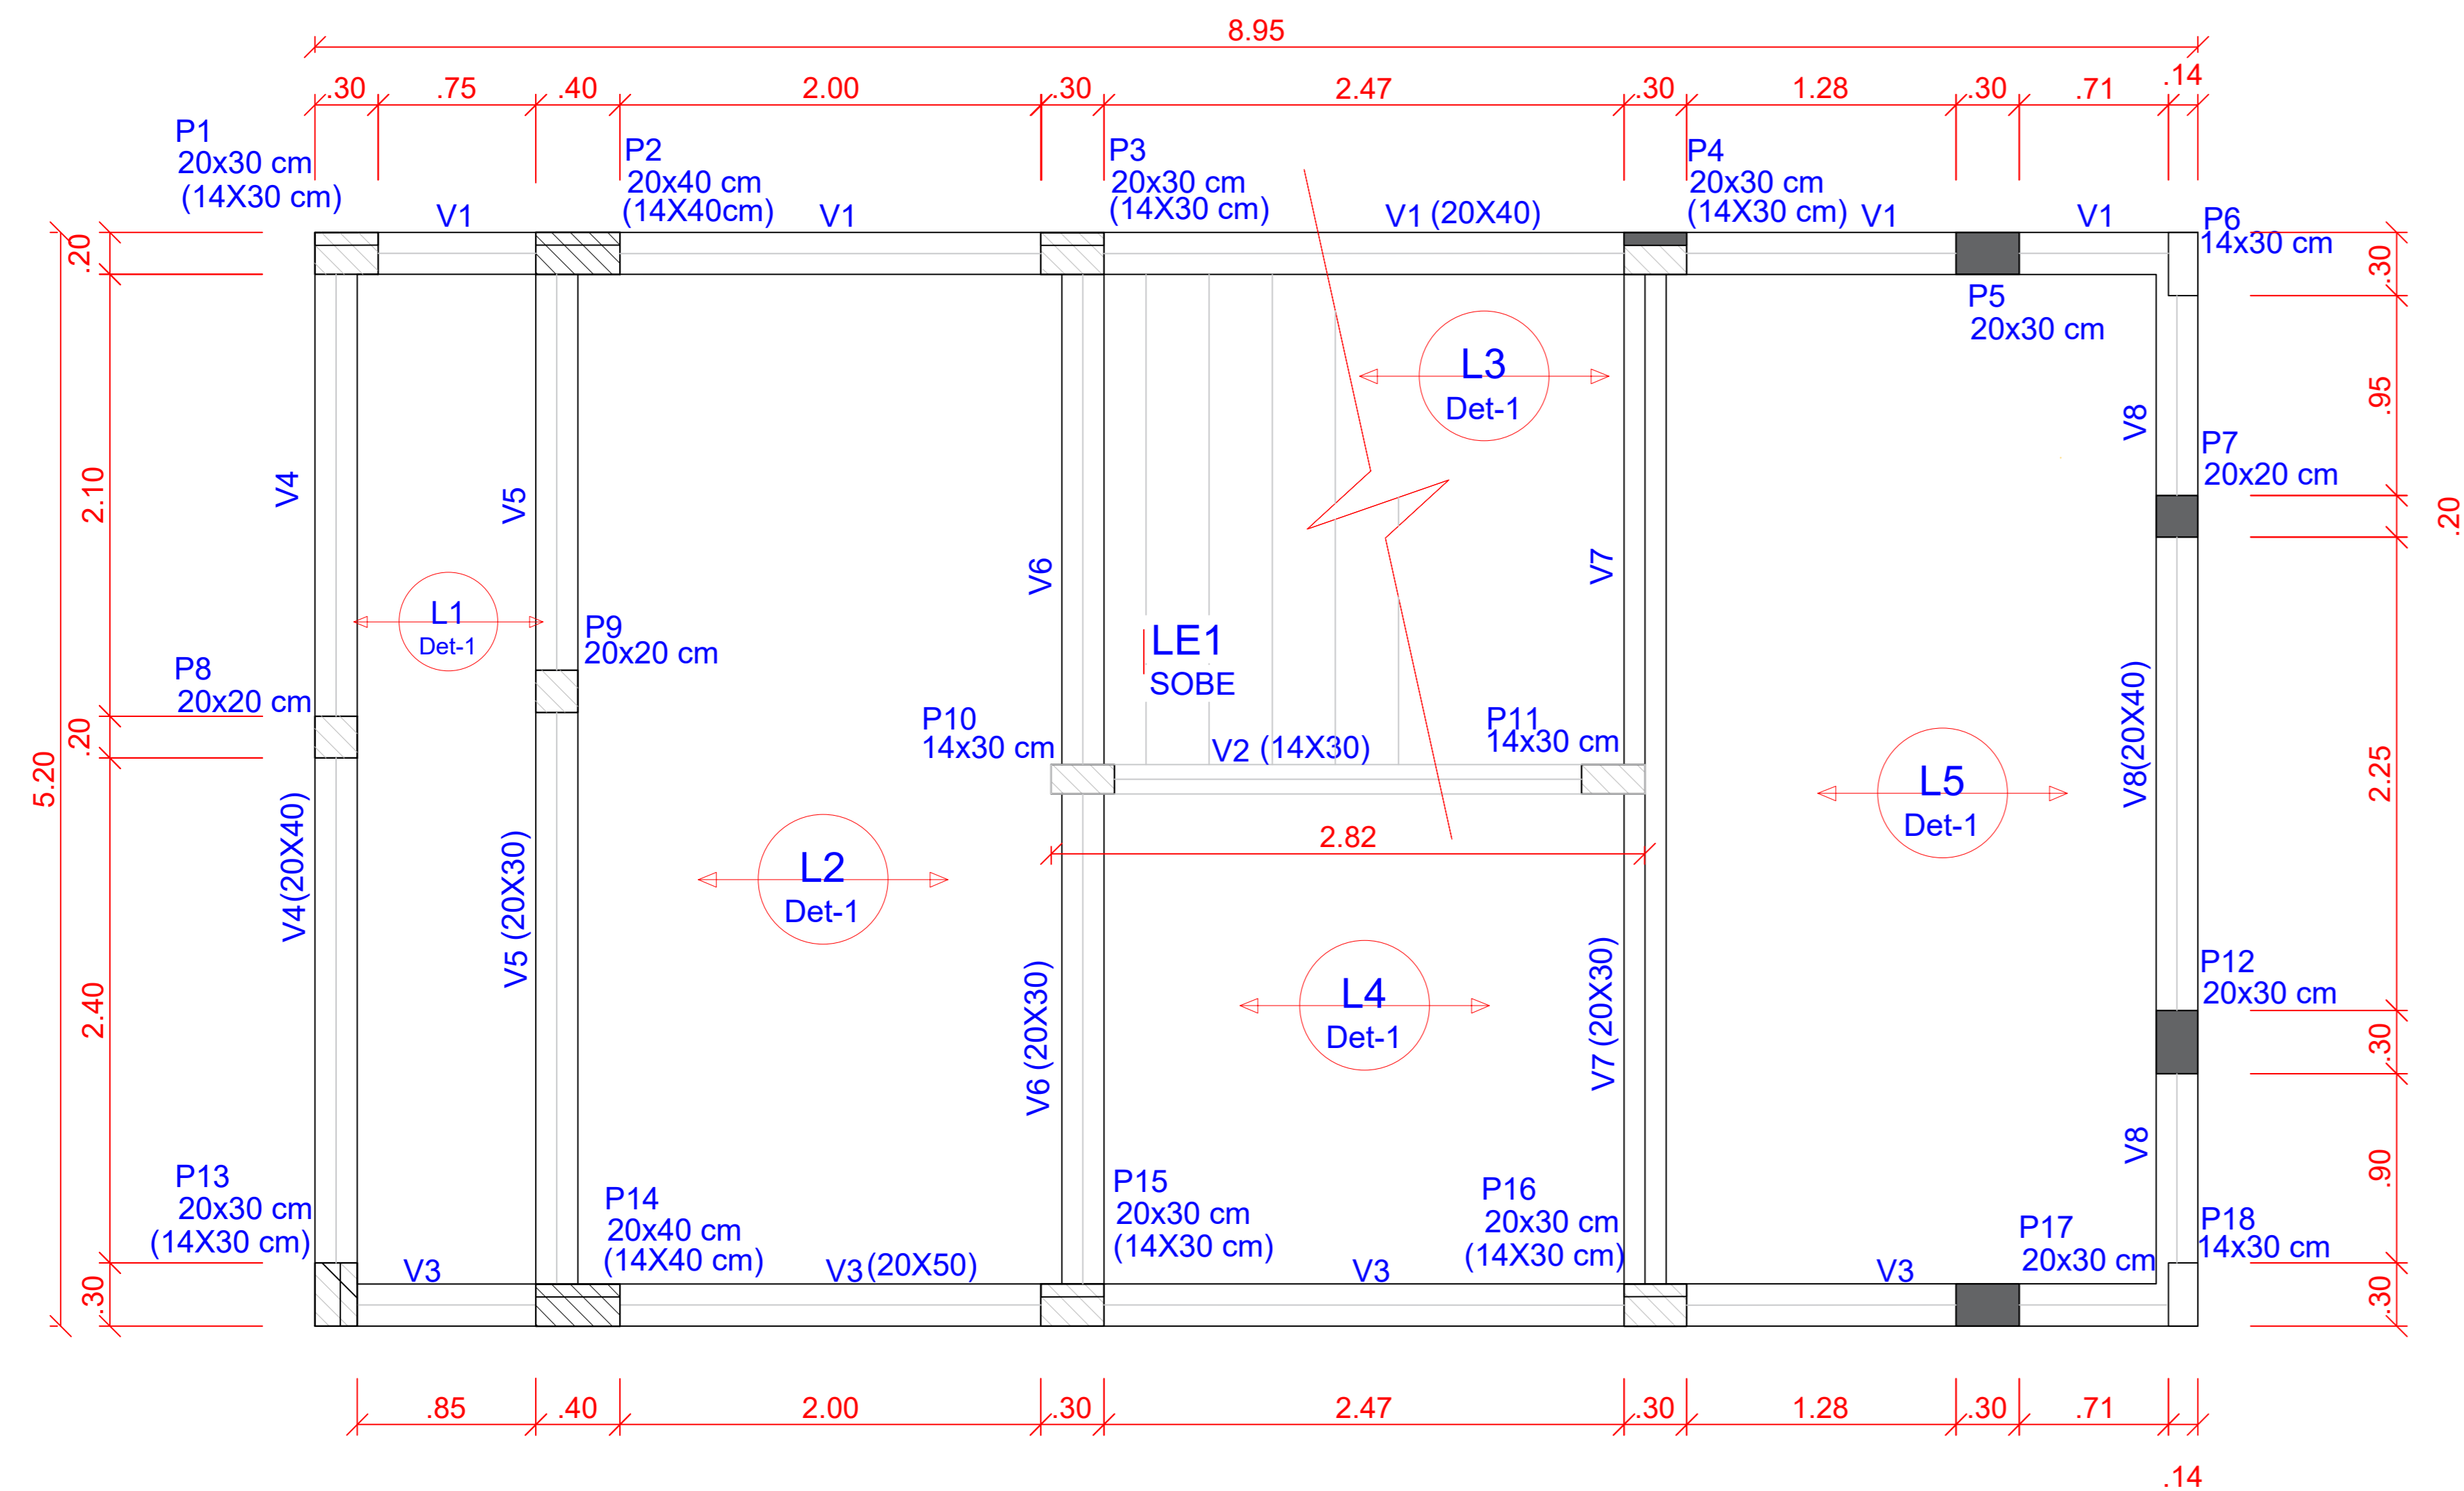 8.95
.30 .75 .40 2.00 .30 2.47 .30 1.28 .30 .71 .14
P1
20x30 cm
(14X30 cm)
P2
20x40 cm
(14X40cm)
P3
20x30 cm
(14X30 cm)
P4
20x30 cm
(14X30 cm)
V1
V1
V1 (20X40)
V1
V1
P6
14x30 cm
P5
20x30 cm
.20
2.10
.20
2.40
.30
5.20
.30
.95
.20
2.25
.30
.90
.30
L3
Det-1
V4
V5
V6
V7
V8
P7
20x20 cm
L1
Det-1
P9
20x20 cm
LE1
SOBE
P8
20x20 cm
P10
14x30 cm
V2 (14X30)
P11
14x30 cm
V8(20X40)
L5
Det-1
2.82
L2
Det-1
V4(20X40)
V5 (20X30)
V6 (20X30)
V7 (20X30)
L4
Det-1
P12
20x30 cm
V8
P13
20x30 cm
(14X30 cm)
P14
20x40 cm
(14X40 cm)
P15
20x30 cm
(14X30 cm)
P16
20x30 cm
(14X30 cm)
P17
20x30 cm
P18
14x30 cm
V3
V3(20X50)
V3
V3
.85 .40 2.00 .30 2.47 .30 1.28 .30 .71
.14